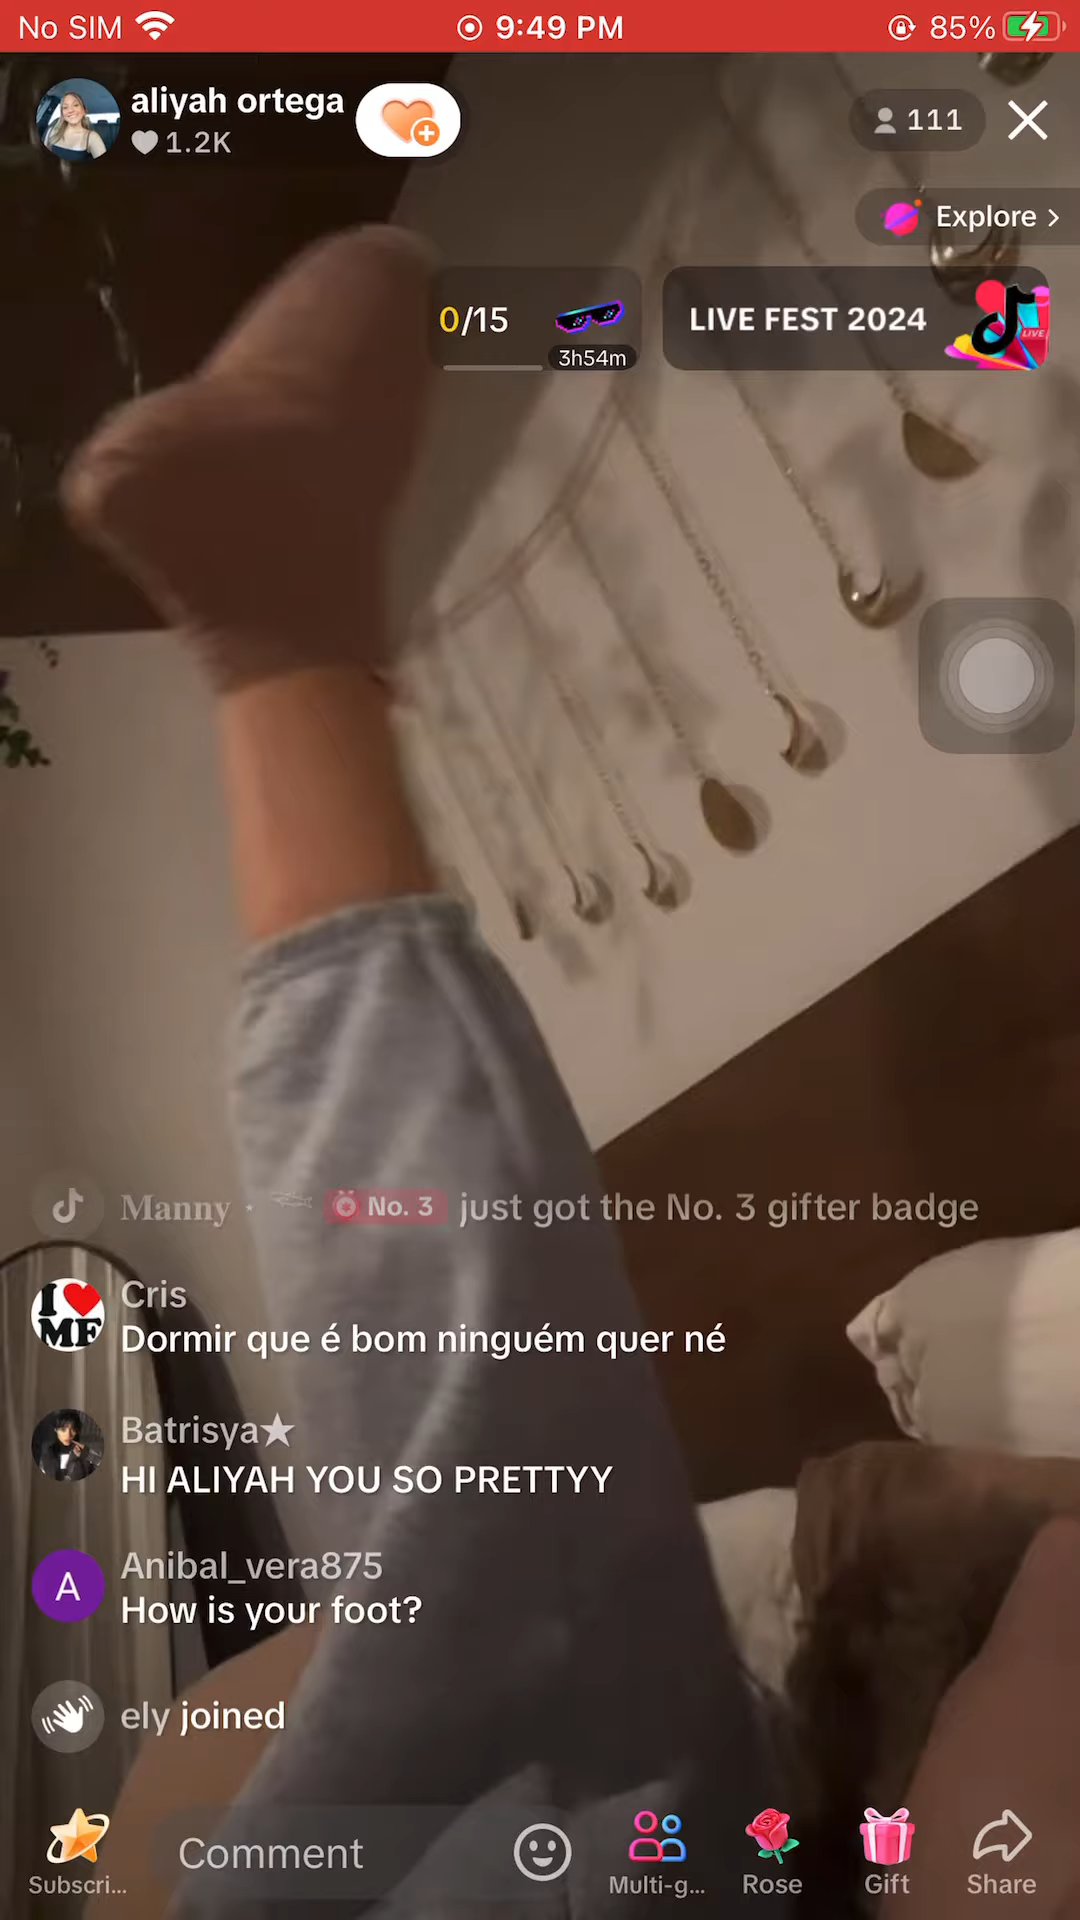 No SIM 9:49 PM 85%
aliyah ortega
1.2K
111
Explore >
0/15
3h54m
LIVE FEST 2024
LIVE
Manny · No. 3 just got the No. 3 gifter badge
I ❤ ME
Cris
Dormir que é bom ninguém quer né
Batrisya★
HI ALIYAH YOU SO PRETTYY
A
Anibal_vera875
How is your foot?
ely joined
Subscri...
Comment
Multi-g...
Rose
Gift
Share